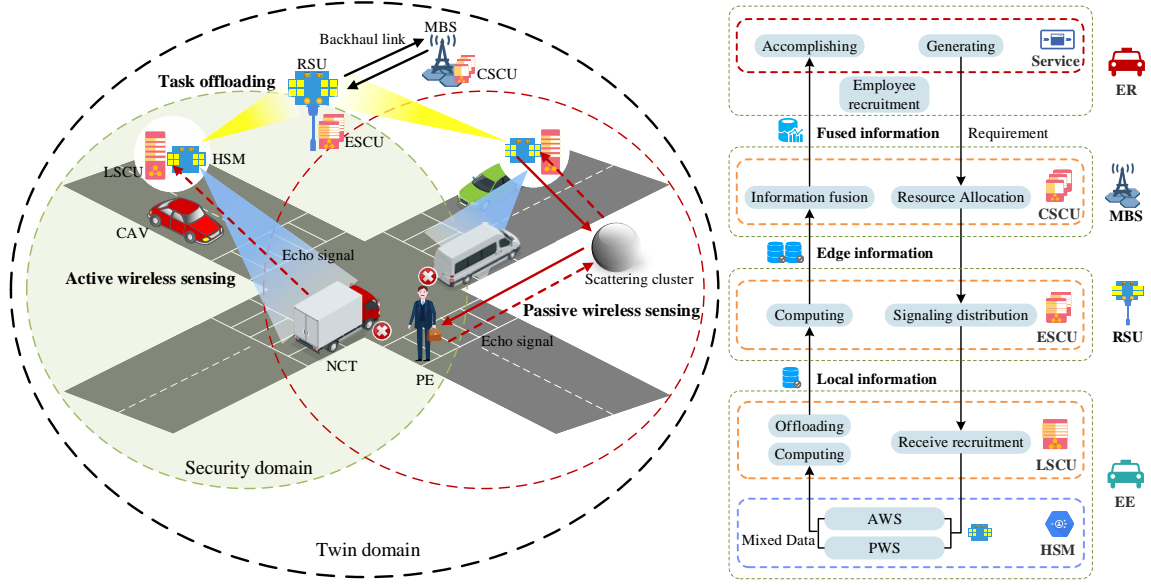 MBS
Backhaul link
RSU
CSCU
Task offloading
ESCU
HSM
LSCU
CAV
Echo signal
Scattering cluster
Active wireless sensing
Passive wireless sensing
Echo signal
NCT
PE
Security domain
Twin domain
Accomplishing
Generating
Service
ER
Employee
recruitment
Fused information
Requirement
Information fusion
Resource Allocation
CSCU
MBS
Edge information
Computing
Signaling distribution
ESCU
RSU
Local information
Offloading
Computing
Receive recruitment
LSCU
EE
AWS
Mixed Data
PWS
HSM